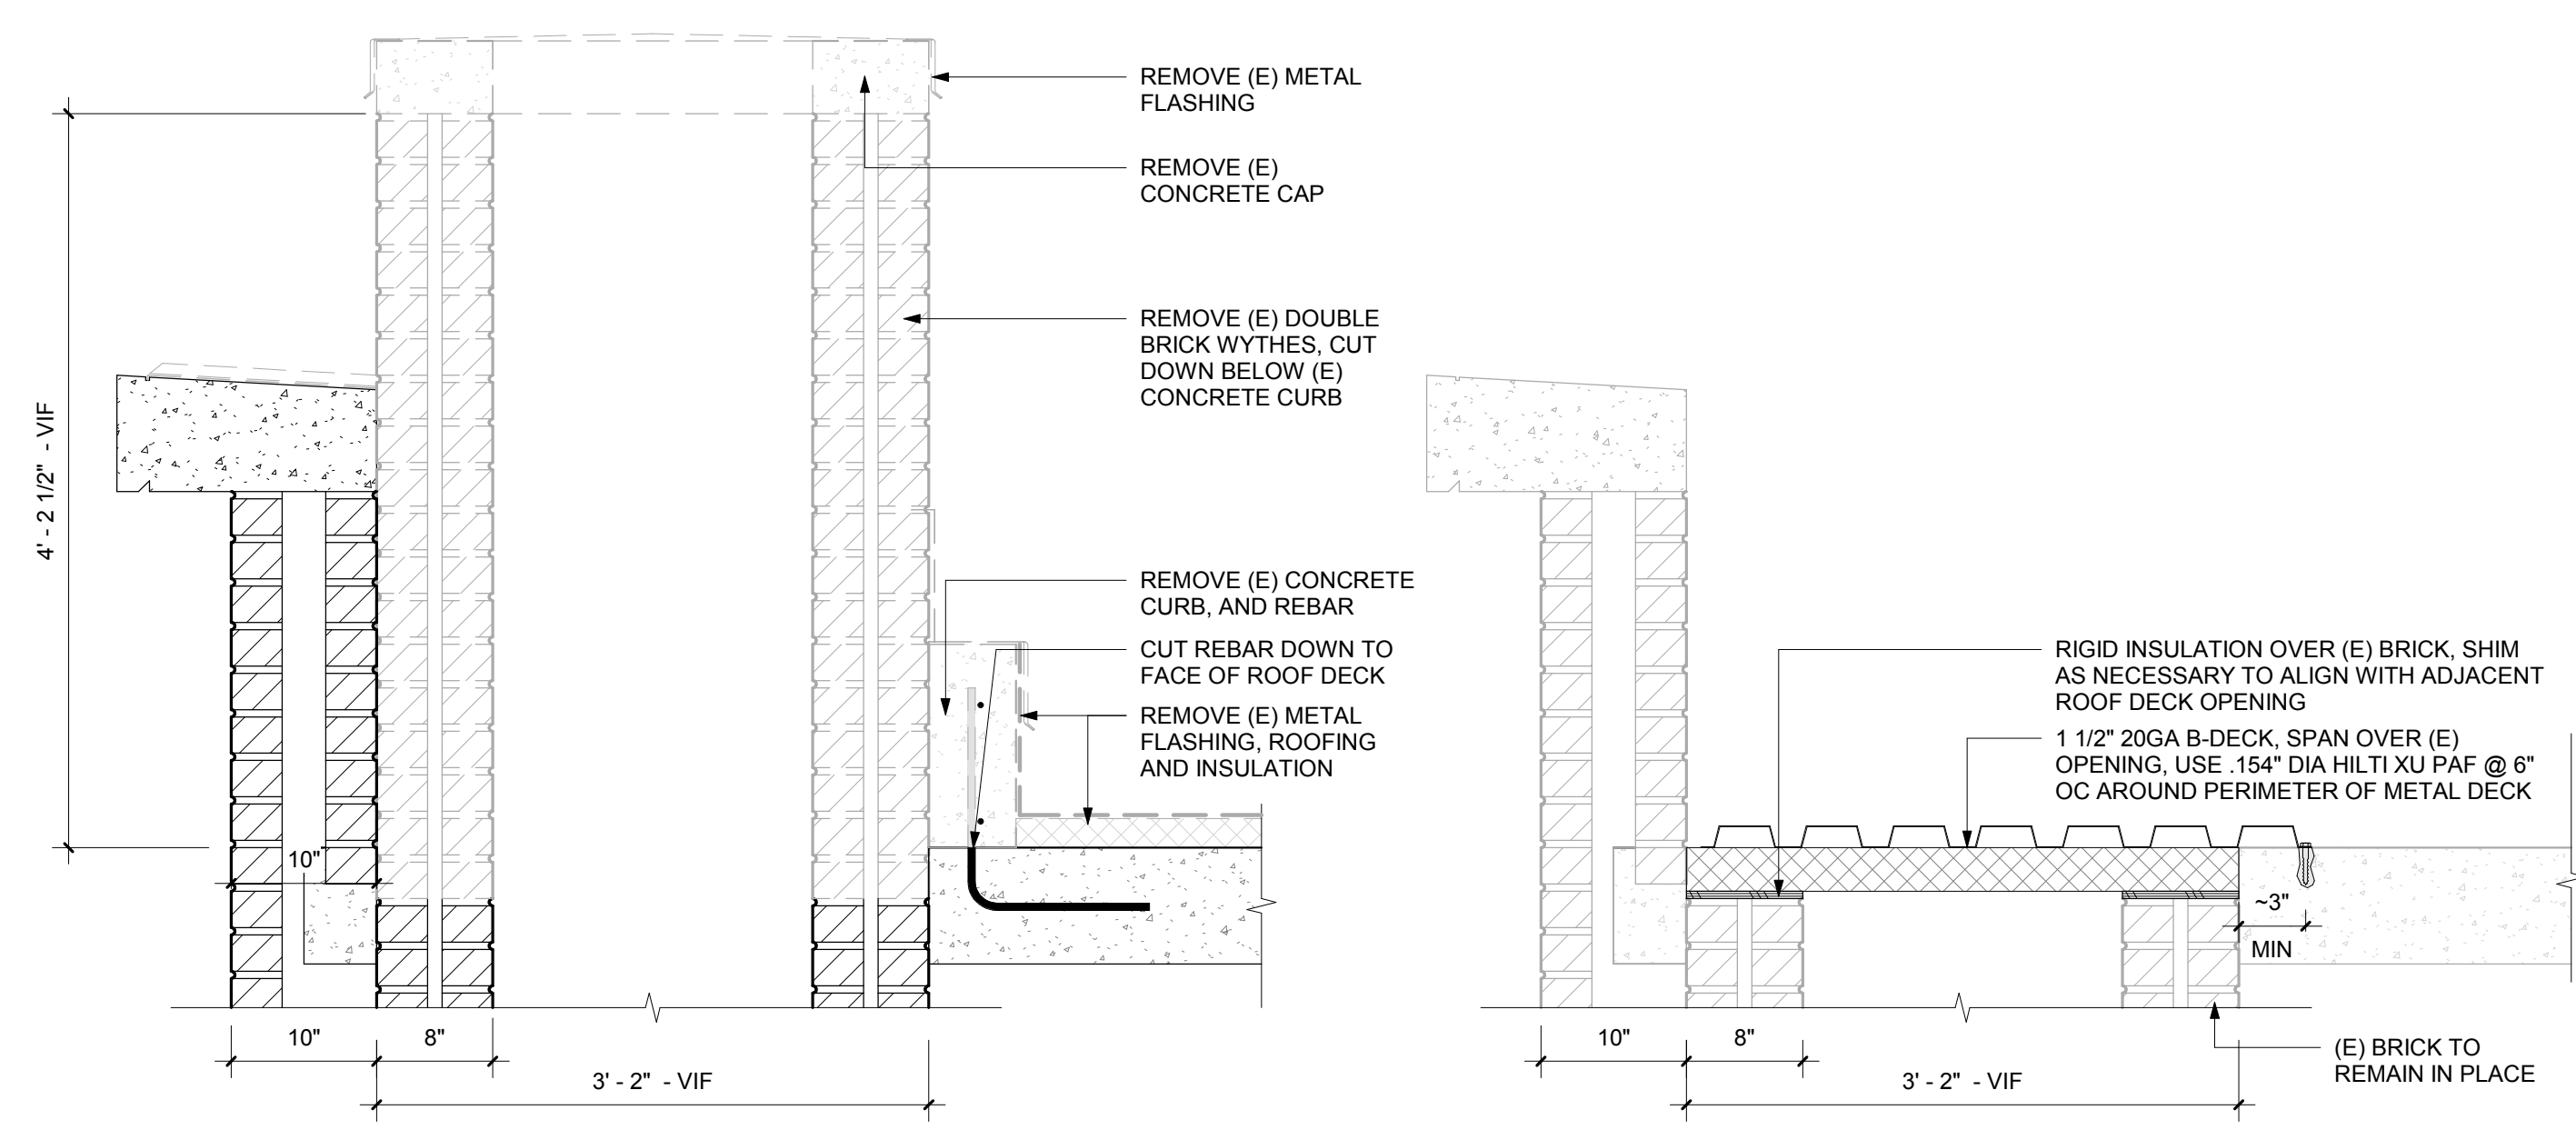 REMOVE (E) METAL
FLASHING
REMOVE (E)
CONCRETE CAP
REMOVE (E) DOUBLE
BRICK WYTHES, CUT
DOWN BELOW (E)
CONCRETE CURB
4' - 2 1/2" - VIF
REMOVE (E) CONCRETE
CURB, AND REBAR
CUT REBAR DOWN TO
FACE OF ROOF DECK
REMOVE (E) METAL
FLASHING, ROOFING
AND INSULATION
10"
10"
8"
3' - 2" - VIF
RIGID INSULATION OVER (E) BRICK, SHIM
AS NECESSARY TO ALIGN WITH ADJACENT
ROOF DECK OPENING
1 1/2" 20GA B-DECK, SPAN OVER (E)
OPENING, USE .154" DIA HILTI XU PAF @ 6"
OC AROUND PERIMETER OF METAL DECK
~3"
MIN
10"
8"
3' - 2" - VIF
(E) BRICK TO
REMAIN IN PLACE